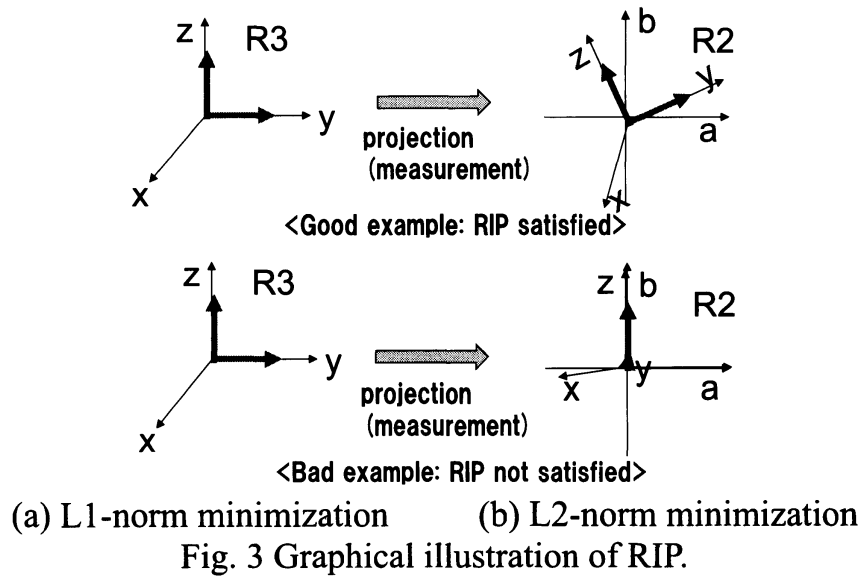 z R3 y x
projection
(measurement)
b R2 z y a x
<Good example: RIP satisfied>
z R3 y x
projection
(measurement)
z b R2 x y a
<Bad example: RIP not satisfied>
(a) L1-norm minimization (b) L2-norm minimization
Fig. 3 Graphical illustration of RIP.